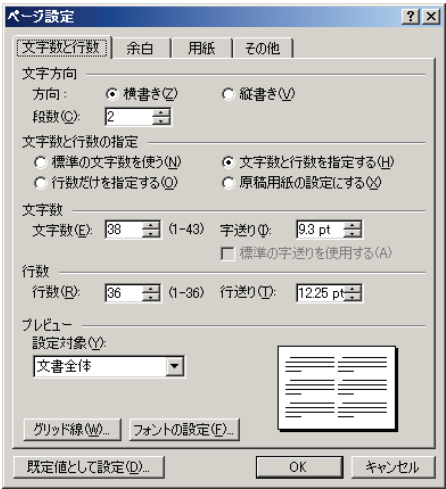 ページ設定
文字数と行数 余白 用紙 その他
文字方向
方向： 横書き(Z) 縦書き(V)
段数(C): 2
文字数と行数の指定
標準の文字数を使う(N) 文字数と行数を指定する(H)
行数だけを指定する(O) 原稿用紙の設定にする(X)
文字数
文字数(E): 38 (1-43) 字送り(I): 9.3 pt
標準の字送りを使用する(A)
行数
行数(R): 36 (1-36) 行送り(T): 12.25 pt
プレビュー
設定対象(Y):
文書全体
グリッド線(W)... フォントの設定(F)...
既定値として設定(D)... OK キャンセル